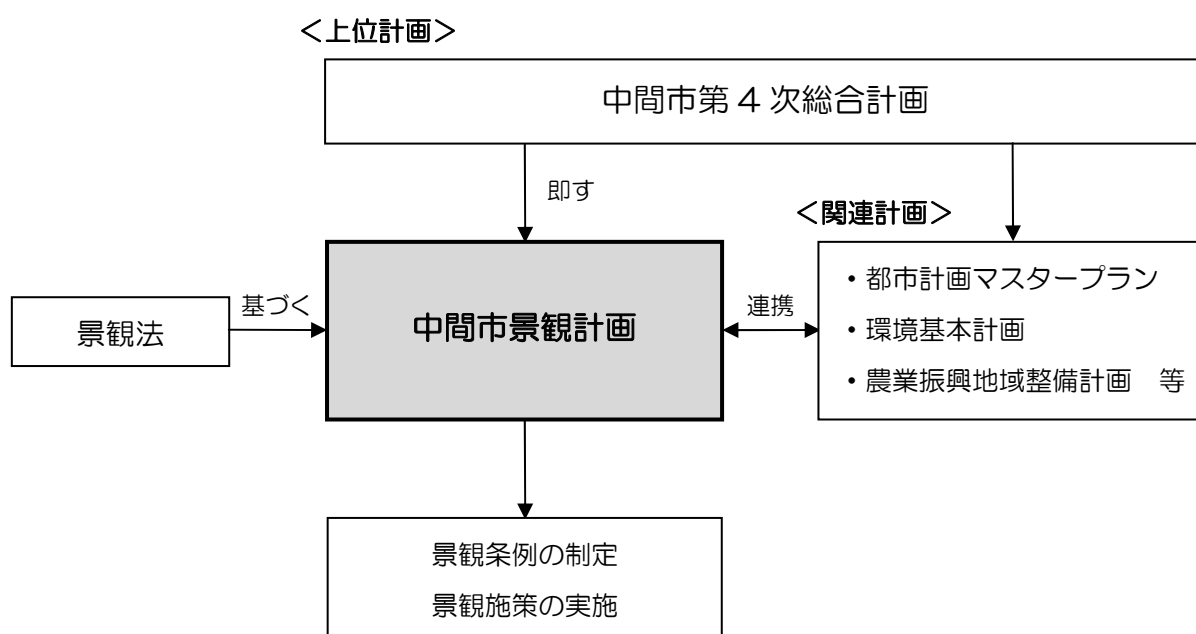 ＜上位計画＞
中間市第 4 次総合計画
即す
＜関連計画＞
・都市計画マスタープラン
・環境基本計画
・農業振興地域整備計画　等
景観法
基づく
中間市景観計画
連携
景観条例の制定
景観施策の実施